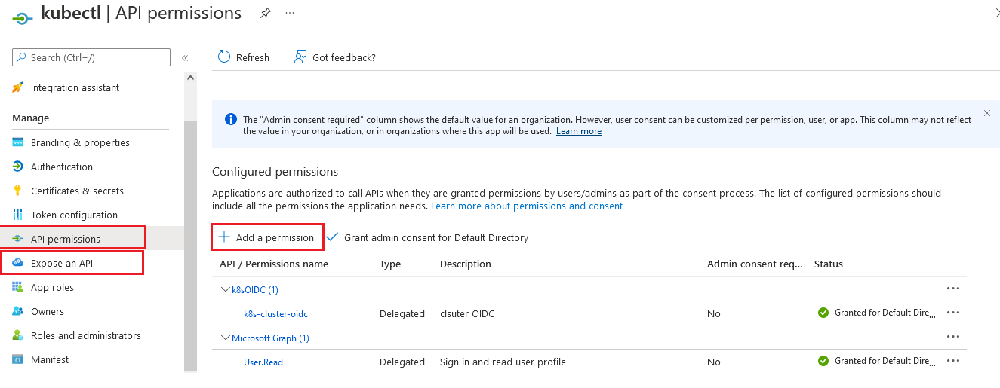 kubectl | API permissions ...
Search (Ctrl+/)
«
Refresh
Got feedback?
Integration assistant
Manage
Branding & properties
Authentication
Certificates & secrets
Token configuration
API permissions
Expose an API
App roles
Owners
Roles and administrators
Manifest
The "Admin consent required" column shows the default value for an organization. However, user consent can be customized per permission, user, or app. This column may not reflect
the value in your organization, or in organizations where this app will be used. Learn more
Configured permissions
Applications are authorized to call APIs when they are granted permissions by users/admins as part of the consent process. The list of configured permissions should
include all the permissions the application needs. Learn more about permissions and consent
Add a permission Grant admin consent for Default Directory
API / Permissions name Type Description Admin consent req... Status
k8sOIDC (1) ...
k8s-cluster-oidc Delegated clsuter OIDC No Granted for Default Dire... ...
Microsoft Graph (1) ...
User.Read Delegated Sign in and read user profile No Granted for Default Dire... ...